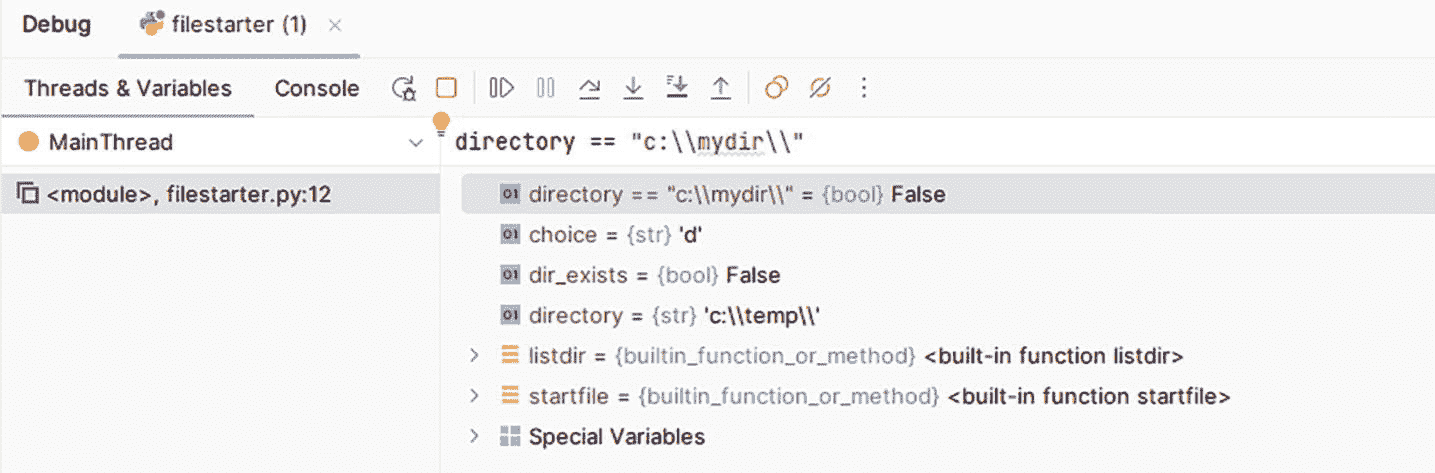 Debug filestarter (1)
Threads & Variables Console
MainThread
directory == "c:\\mydir\\"
<module>, filestarter.py:12
01 directory == "c:\\mydir\\" = {bool} False
01 choice = {str} 'd'
01 dir_exists = {bool} False
01 directory = {str} 'c:\\temp\\'
listdir = {builtin_function_or_method} <built-in function listdir>
startfile = {builtin_function_or_method} <built-in function startfile>
Special Variables